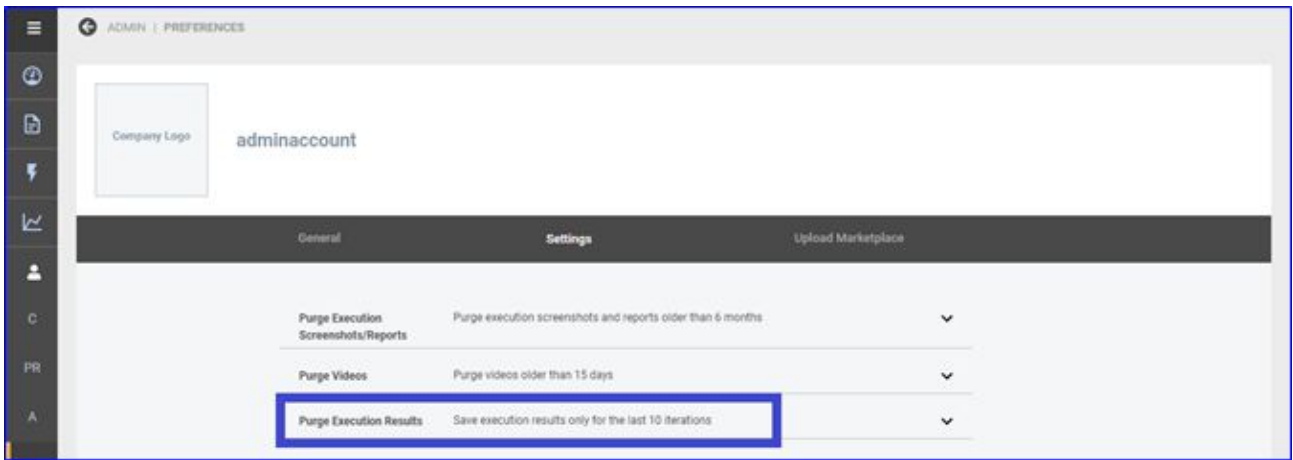 ADMIN | PREFERENCES
Company Logo
adminaccount
General
Settings
Upload Marketplace
Purge Execution
Screenshots/Reports
Purge execution screenshots and reports older than 6 months
Purge Videos
Purge videos older than 15 days
Purge Execution Results
Save execution results only for the last 10 iterations
C
PR
A